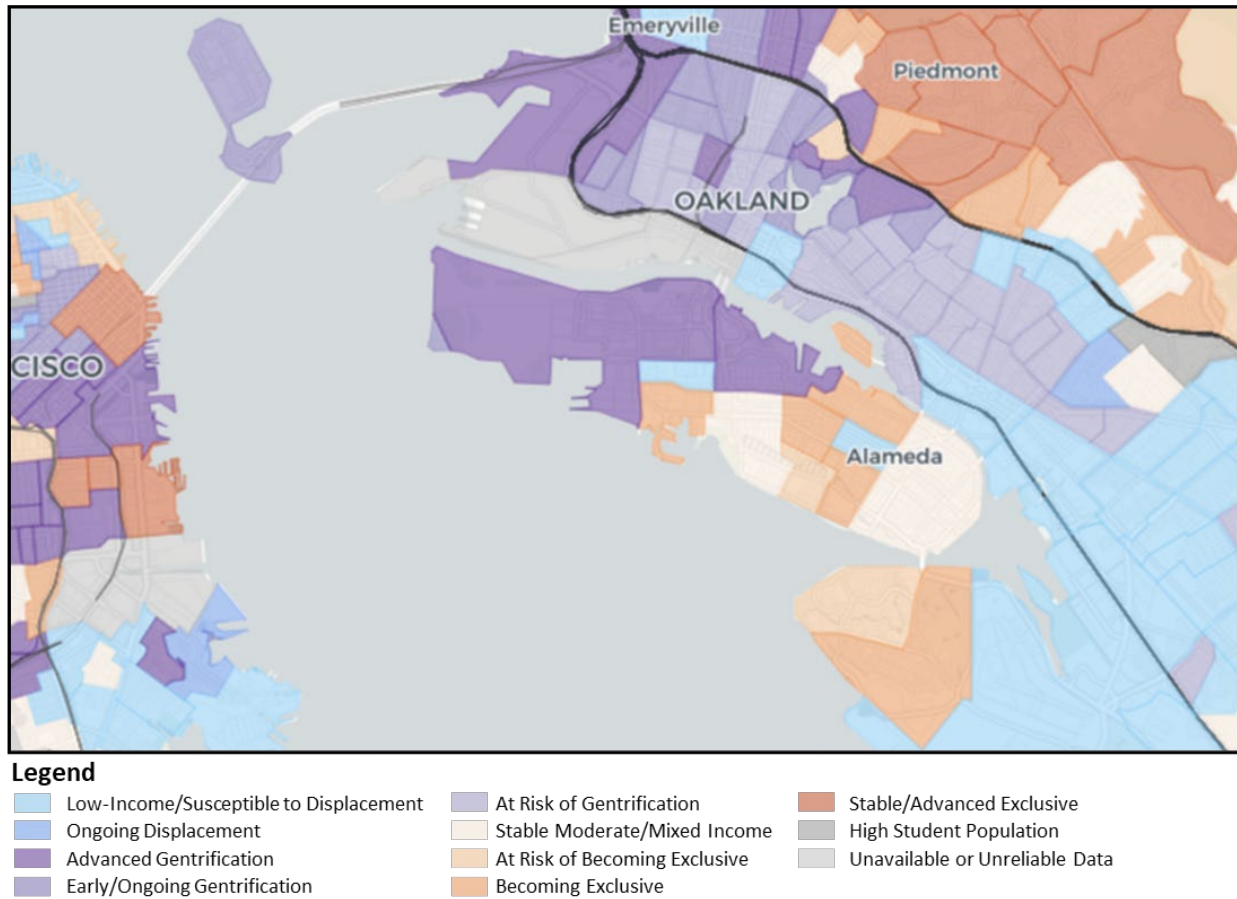 Emeryville
Piedmont
OAKLAND
CISCO
Alameda
Legend
Low-Income/Susceptible to Displacement
Ongoing Displacement
Advanced Gentrification
Early/Ongoing Gentrification
At Risk of Gentrification
Stable Moderate/Mixed Income
At Risk of Becoming Exclusive
Becoming Exclusive
Stable/Advanced Exclusive
High Student Population
Unavailable or Unreliable Data